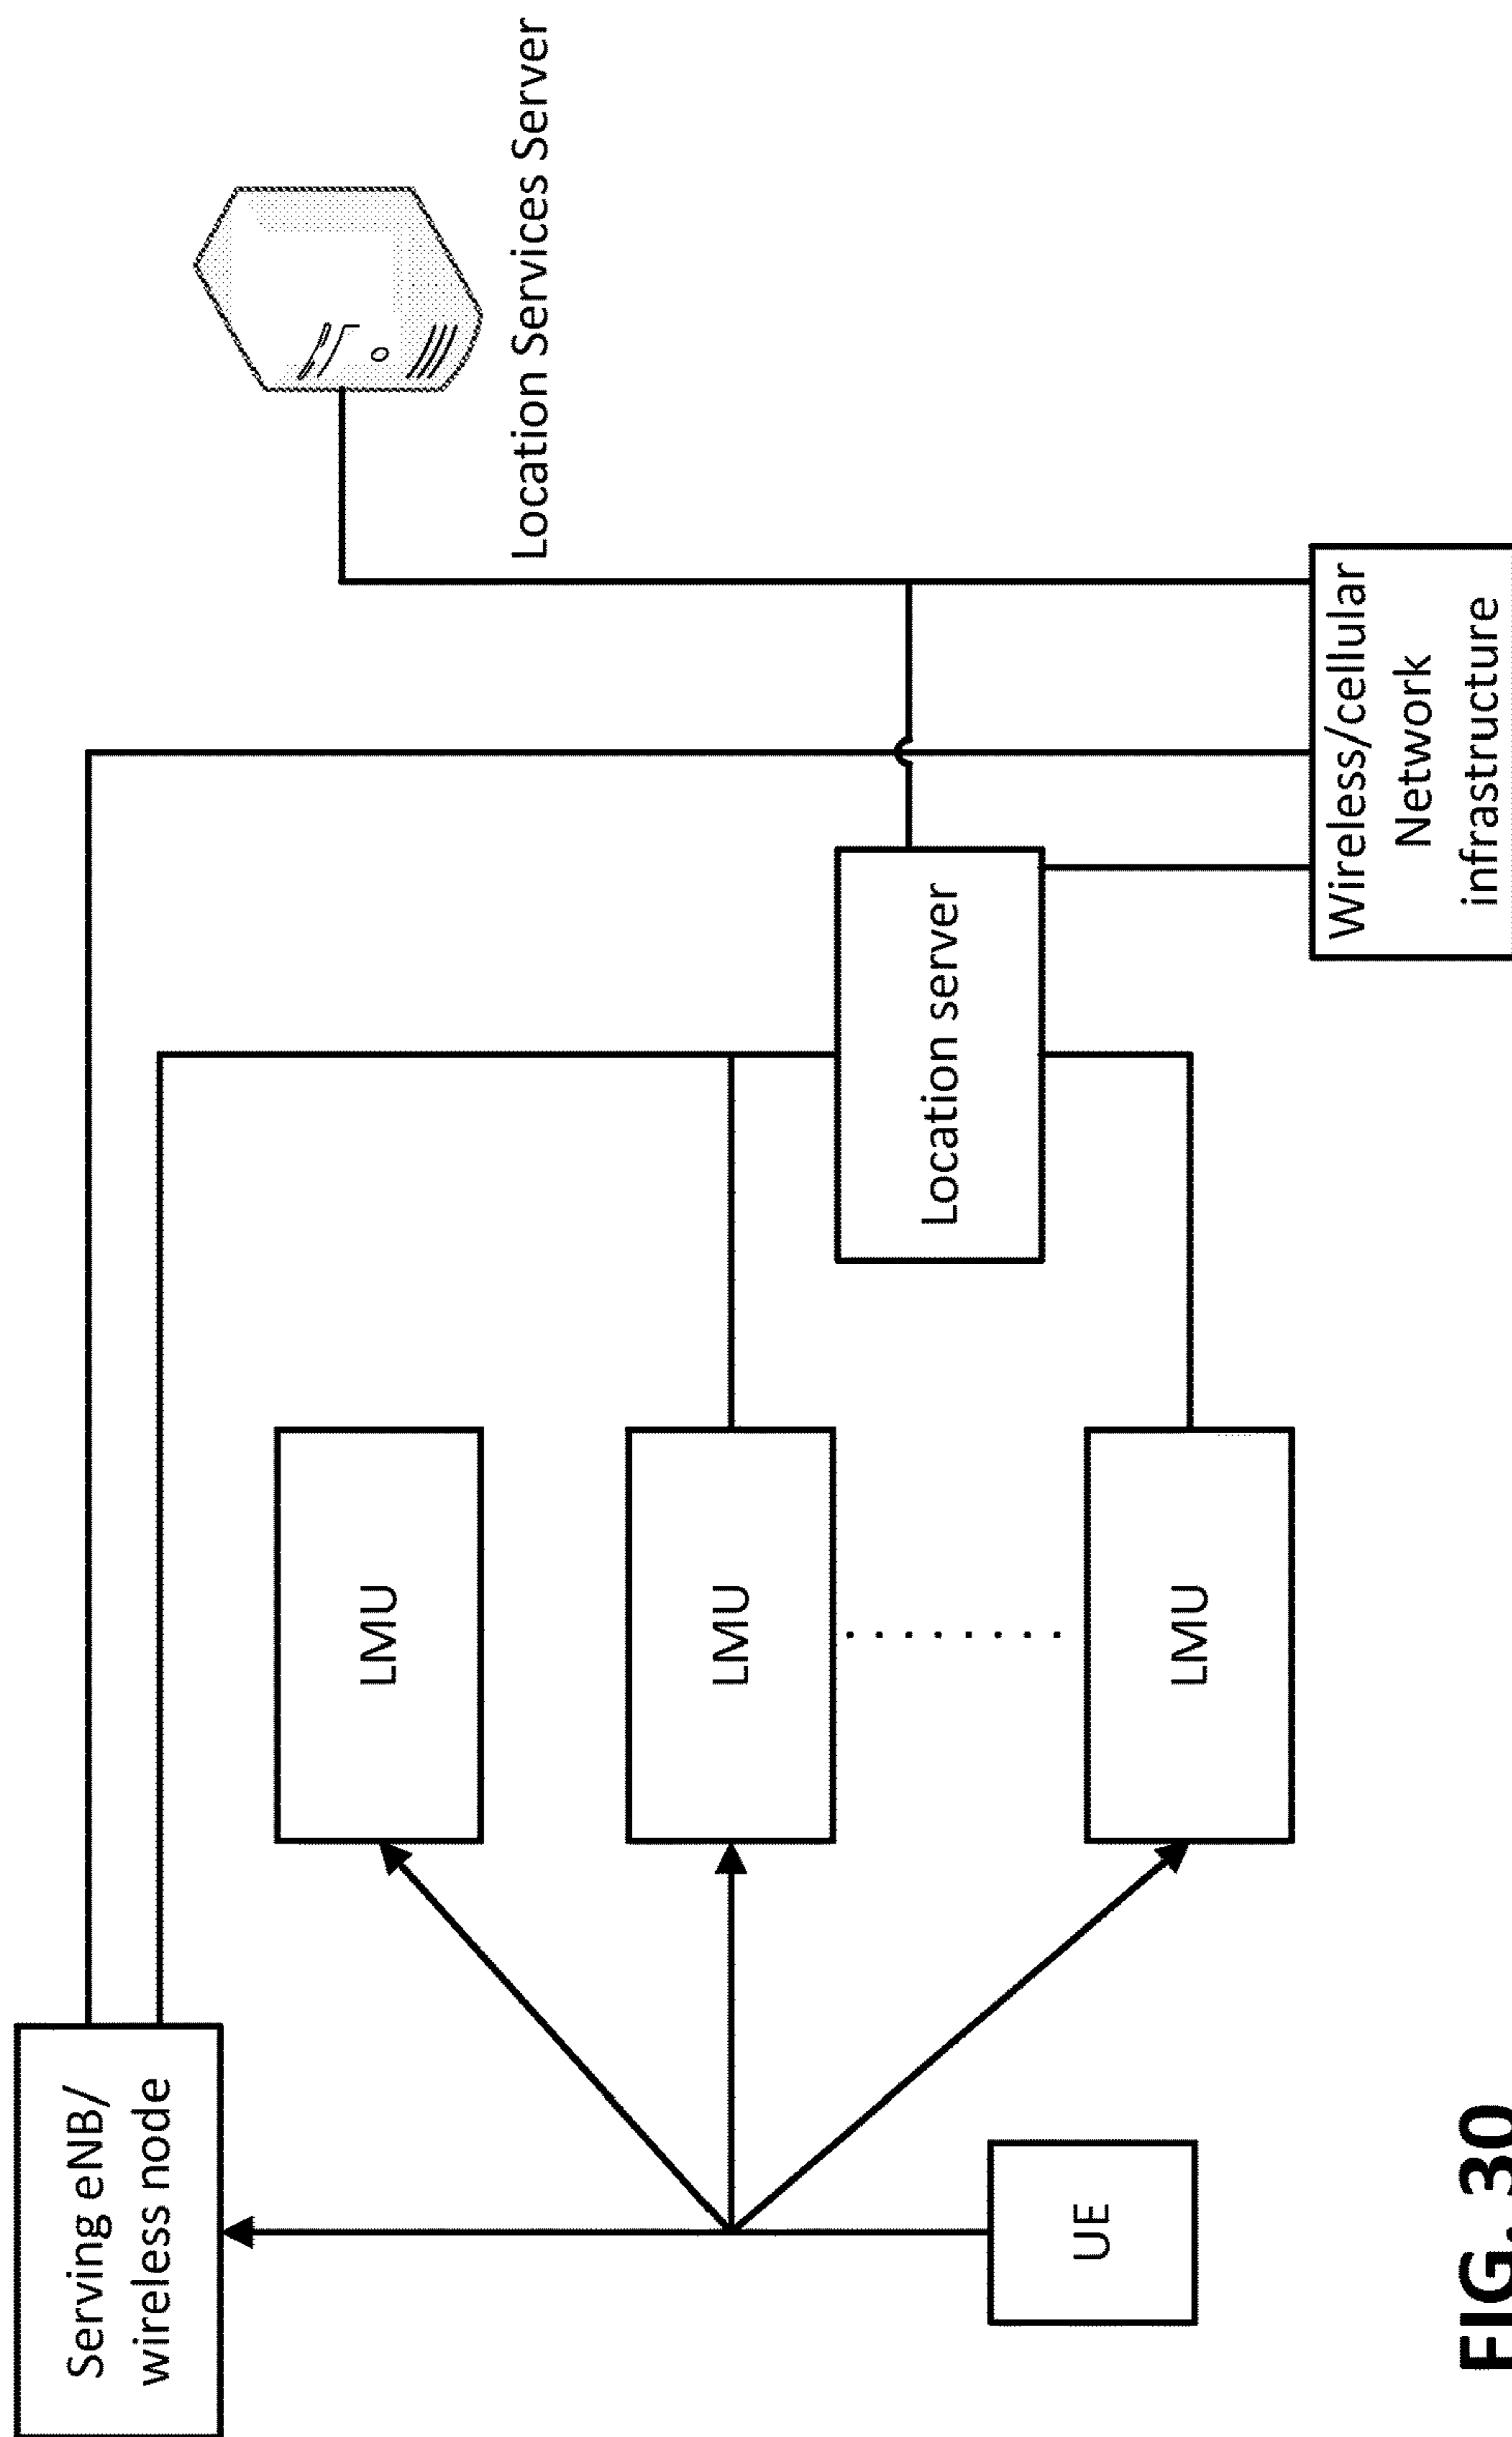 Serving eNB/
wireless node
LMU
Location Services Server
LMU
Location server
UE
LMU
Wireless/cellular
Network
infrastructure
FIG. 30